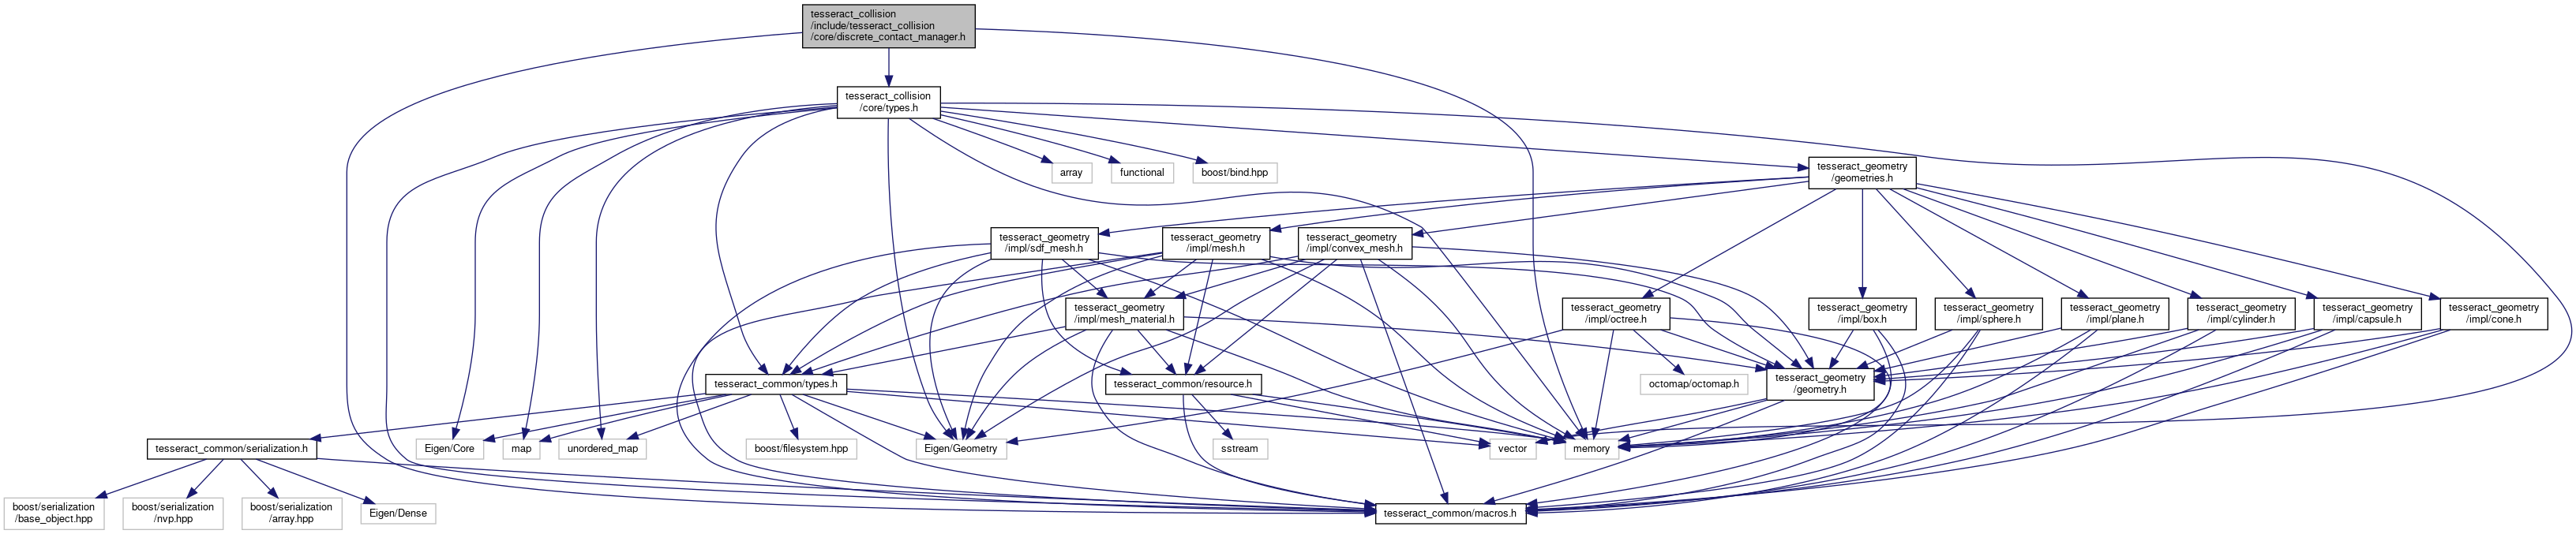 tesseract_collision
/include/tesseract_collision
/core/discrete_contact_manager.h
tesseract_collision
/core/types.h
array
functional
boost/bind.hpp
tesseract_geometry
/geometries.h
tesseract_geometry
/impl/sdf_mesh.h
tesseract_geometry
/impl/mesh.h
tesseract_geometry
/impl/convex_mesh.h
tesseract_geometry
/impl/mesh_material.h
tesseract_geometry
/impl/octree.h
tesseract_geometry
/impl/box.h
tesseract_geometry
/impl/sphere.h
tesseract_geometry
/impl/plane.h
tesseract_geometry
/impl/cylinder.h
tesseract_geometry
/impl/capsule.h
tesseract_geometry
/impl/cone.h
tesseract_common/types.h
tesseract_common/resource.h
octomap/octomap.h
tesseract_geometry
/geometry.h
tesseract_common/serialization.h
Eigen/Core
map
unordered_map
boost/filesystem.hpp
Eigen/Geometry
sstream
vector
memory
boost/serialization
/base_object.hpp
boost/serialization
/nvp.hpp
boost/serialization
/array.hpp
Eigen/Dense
tesseract_common/macros.h